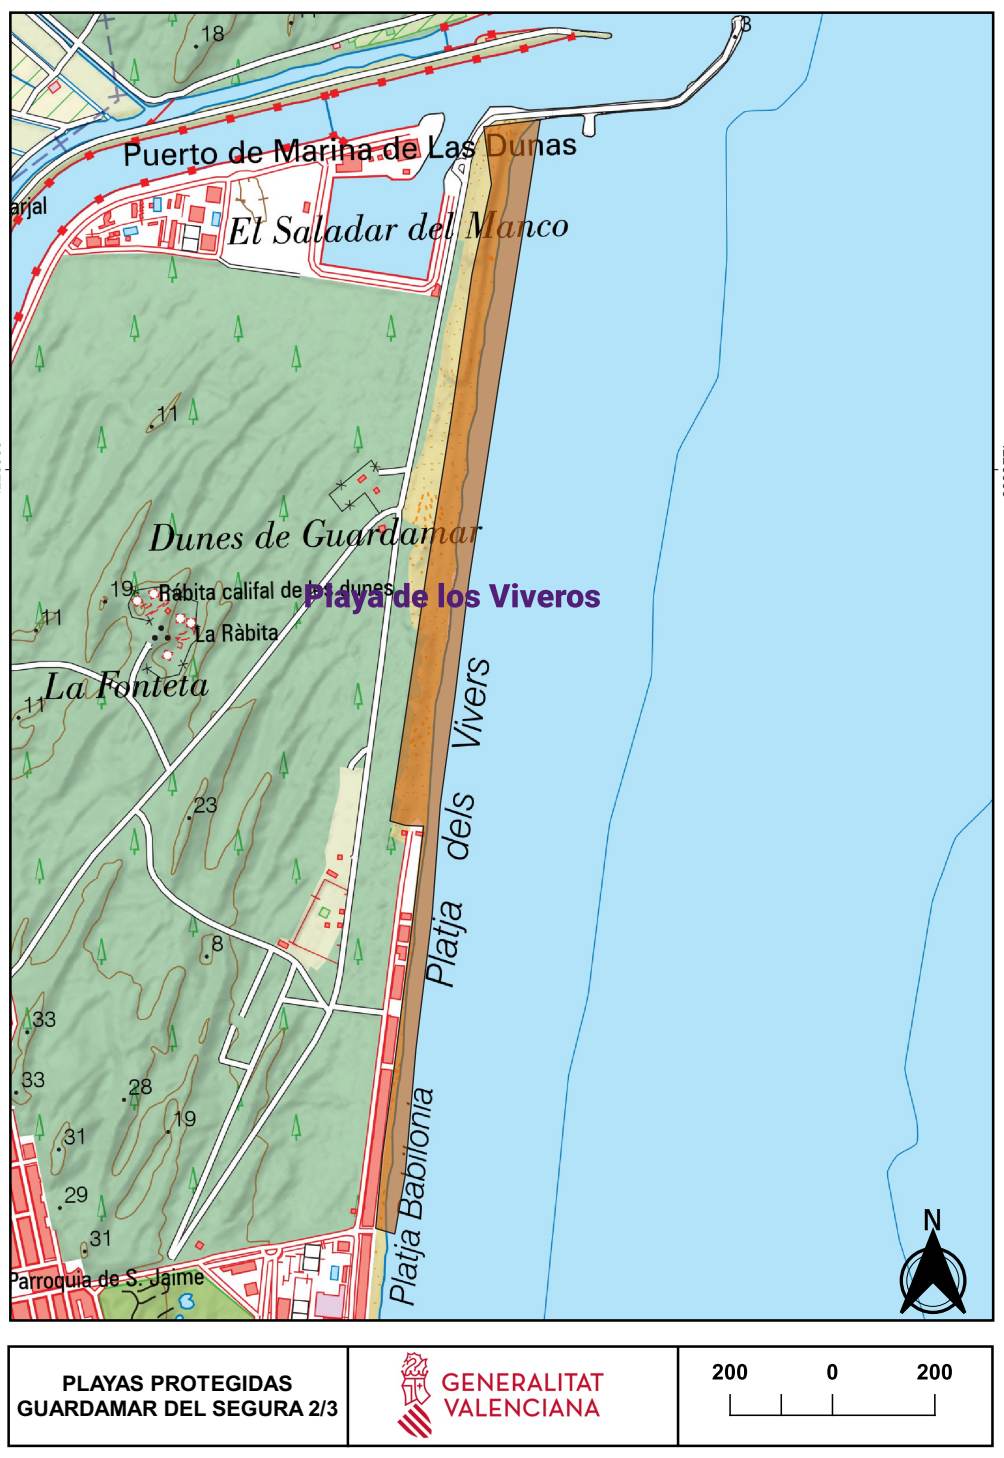 18
3
Puerto de Marina de Las Dunas
arjal
El Saladar del Manco
11
Dunes de Guardamar
19
Rábita califal de les dunes
Playa de los Viveros
11
La Ràbita
La Fonteta
11
Platja dels Vivers
23
8
33
33
28
19
31
29
31
Platja Babilonia
Parroquia de S. Jaime
N
PLAYAS PROTEGIDAS
GUARDAMAR DEL SEGURA 2/3
GENERALITAT
VALENCIANA
200 0 200